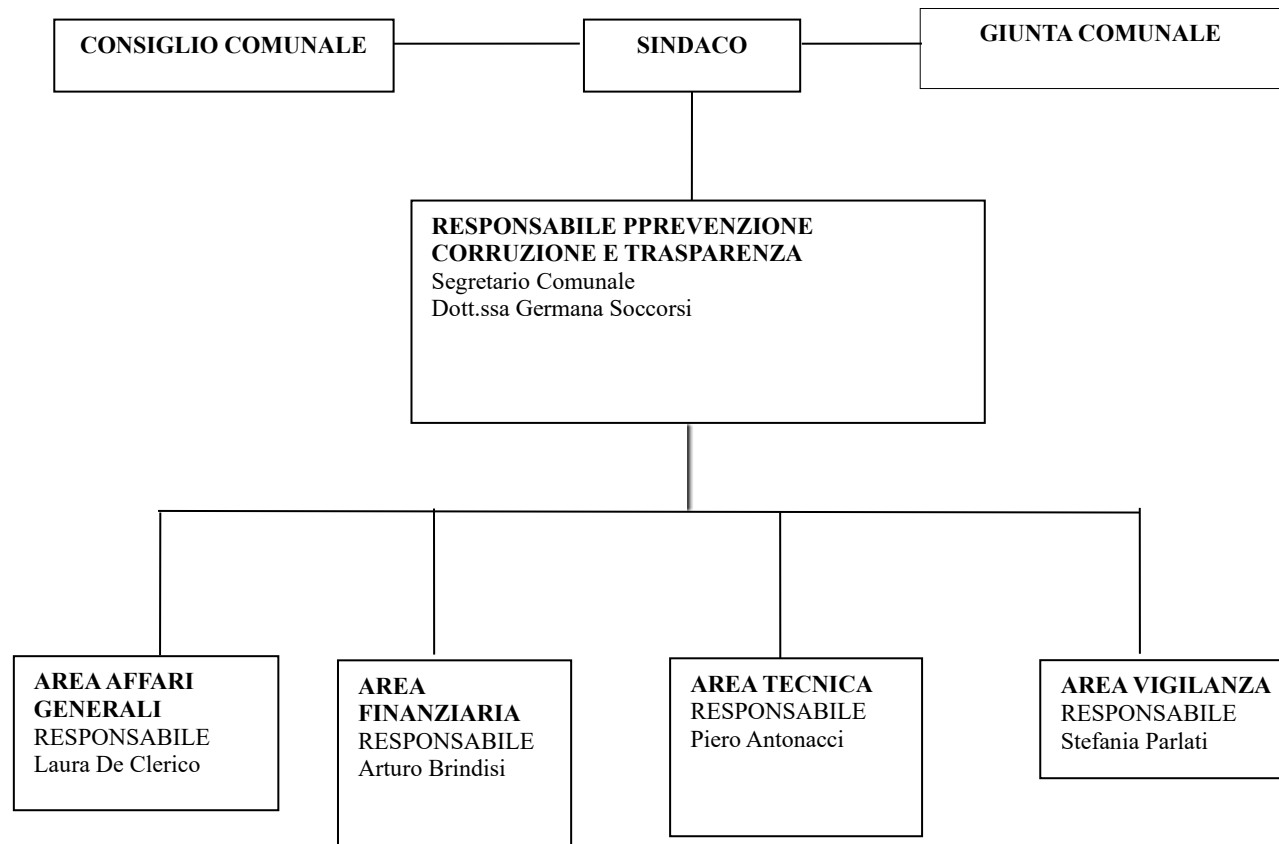 CONSIGLIO COMUNALE
SINDACO
GIUNTA COMUNALE
RESPONSABILE PPREVENZIONE
CORRUZIONE E TRASPARENZA
Segretario Comunale
Dott.ssa Germana Soccorsi
AREA AFFARI
GENERALI
RESPONSABILE
Laura De Clerico
AREA
FINANZIARIA
RESPONSABILE
Arturo Brindisi
AREA TECNICA
RESPONSABILE
Piero Antonacci
AREA VIGILANZA
RESPONSABILE
Stefania Parlati